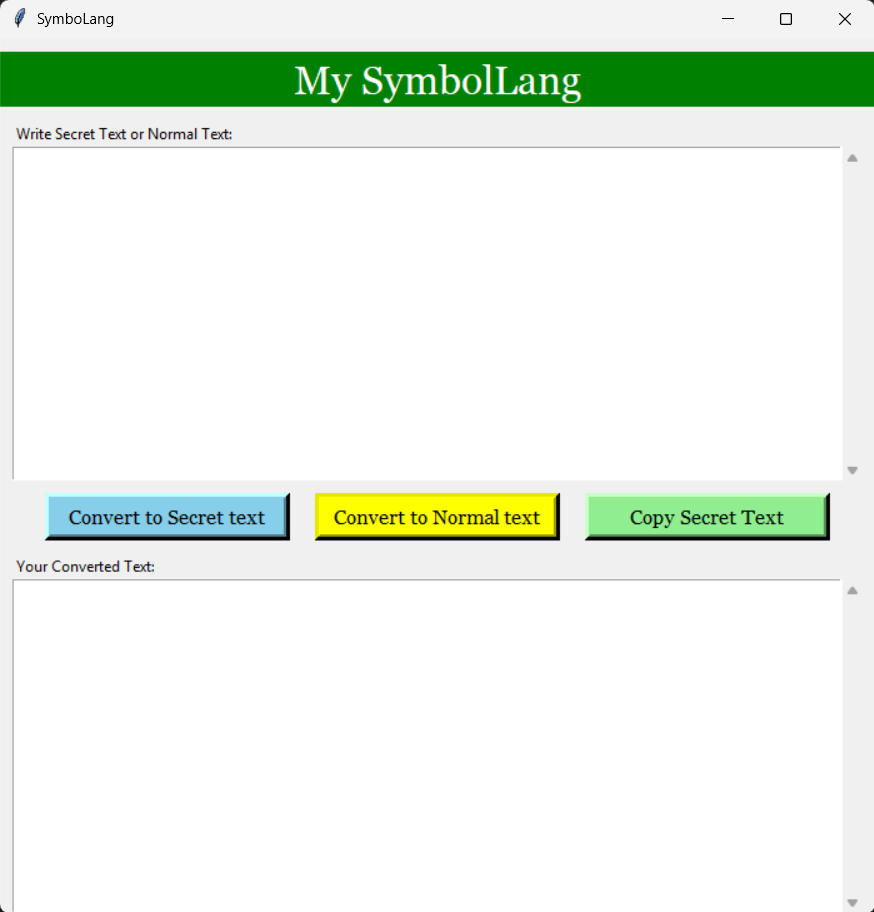 SymboLang
My SymbolLang
Write Secret Text or Normal Text:
Convert to Secret text
Convert to Normal text
Copy Secret Text
Your Converted Text: